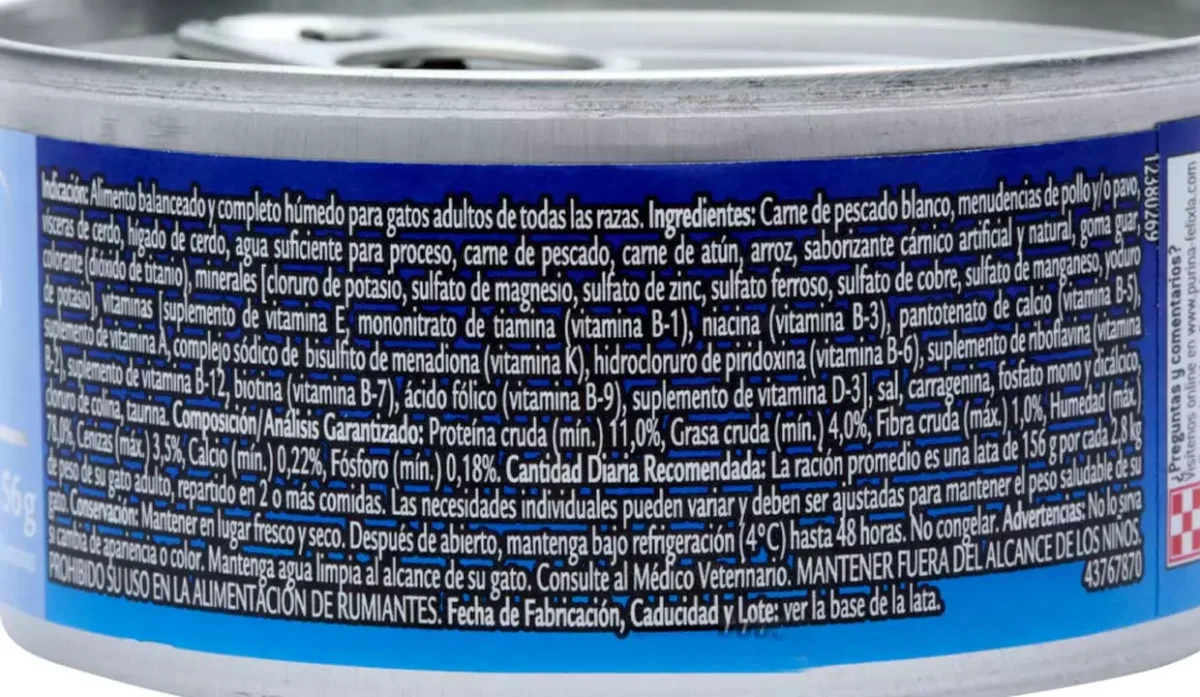 Indicación: Alimento balanceado y completo húmedo para gatos adultos de todas las razas. Ingredientes: Carne de pescado blanco, menudencias de pollo y/o pavo,
vísceras de cerdo, hígado de cerdo, agua suficiente para proceso, carne de pescado, carne de atún, arroz, saborizante cárnico artificial y natural, goma guar,
colorante (dióxido de titanio), minerales [cloruro de potasio, sulfato de magnesio, sulfato de zinc, sulfato ferroso, sulfato de cobre, sulfato de manganeso, yoduro
de potasio], vitaminas [suplemento de vitamina E, mononitrato de tiamina (vitamina B-1), niacina (vitamina B-3), pantotenato de calcio (vitamina B-5),
suplemento de vitamina A, complejo sódico de bisulfito de menadiona (vitamina K), hidrocloruro de piridoxina (vitamina B-6), suplemento de riboflavina (vitamina
B-2), suplemento de vitamina B-12, biotina (vitamina B-7), ácido fólico (vitamina B-9), suplemento de vitamina D-3], sal, carragenina, fosfato mono y dicálcico,
cloruro de colina, taurina. Composición/Análisis Garantizado: Proteína cruda (mín.) 11,0%, Grasa cruda (mín.) 4,0%, Fibra cruda (máx.) 1,0%, Humedad (máx.)
78,0%, Cenizas (máx.) 3,5%, Calcio (mín.) 0,22%, Fósforo (mín.) 0,18%. Cantidad Diaria Recomendada: La ración promedio es una lata de 156 g por cada 2,8 kg
de peso de su gato adulto, repartido en 2 o más comidas. Las necesidades individuales pueden variar y deben ser ajustadas para mantener el peso saludable de su
gato. Conservación: Mantener en lugar fresco y seco. Después de abierto, mantenga bajo refrigeración (4°C) hasta 48 horas. No congelar. Advertencias: No lo sirva
si cambia de apariencia o color. Mantenga agua limpia al alcance de su gato. Consulte al Médico Veterinario. MANTENER FUERA DEL ALCANCE DE LOS NIÑOS.
PROHIBIDO SU USO EN LA ALIMENTACIÓN DE RUMIANTES. Fecha de Fabricación, Caducidad y Lote: ver la base de la lata.
43767870
12380269
¿Preguntas y comentarios?
Visítenos online en www.purina-felida.com
56g